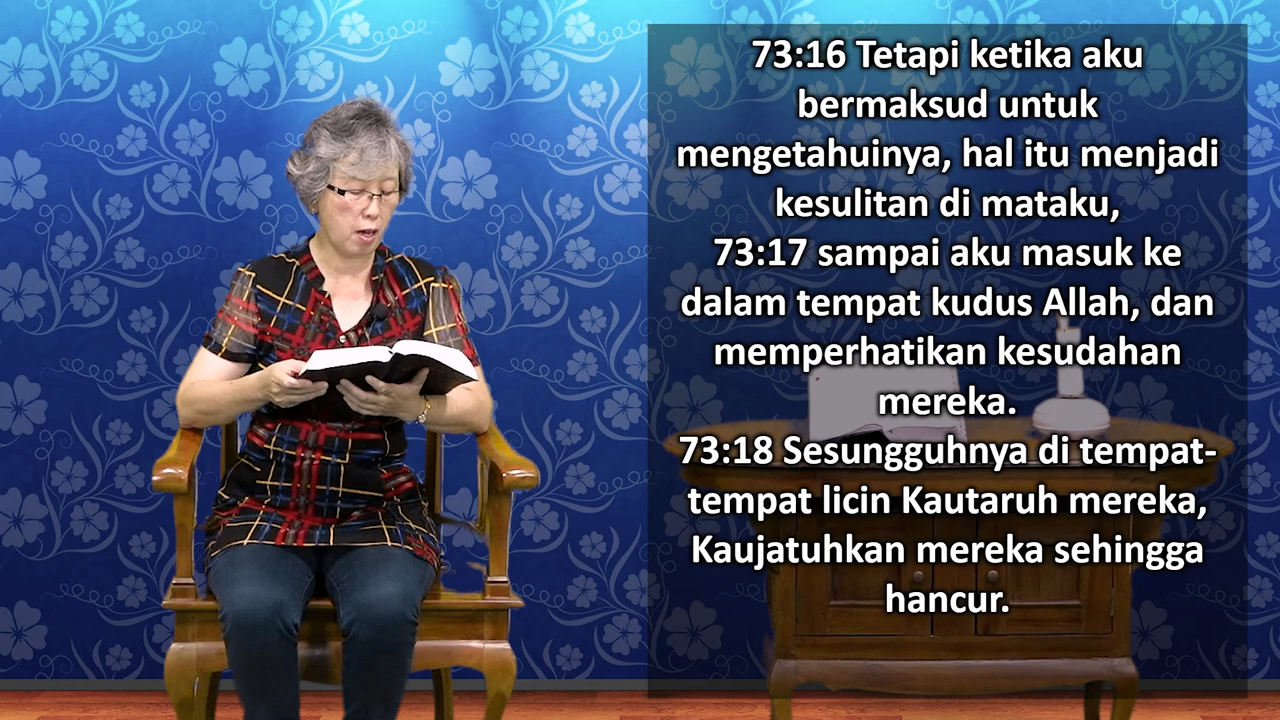 73:16 Tetapi ketika aku
bermaksud untuk
mengetahuinya, hal itu menjadi
kesulitan di mataku,
73:17 sampai aku masuk ke
dalam tempat kudus Allah, dan
memperhatikan kesudahan
mereka.
73:18 Sesungguhnya di tempat-
tempat licin Kautaruh mereka,
Kaujatuhkan mereka sehingga
hancur.